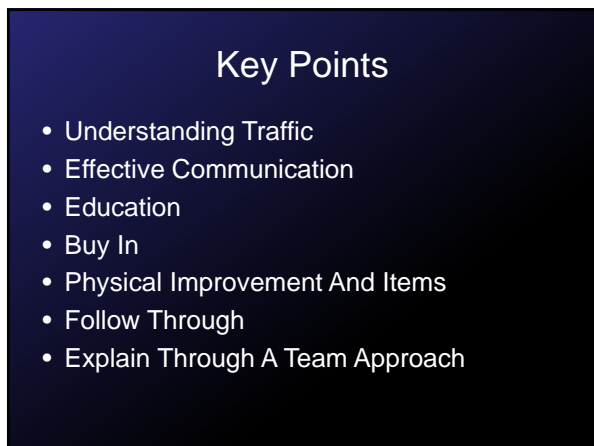 Key Points
• Understanding Traffic
• Effective Communication
• Education
• Buy In
• Physical Improvement And Items
• Follow Through
• Explain Through A Team Approach